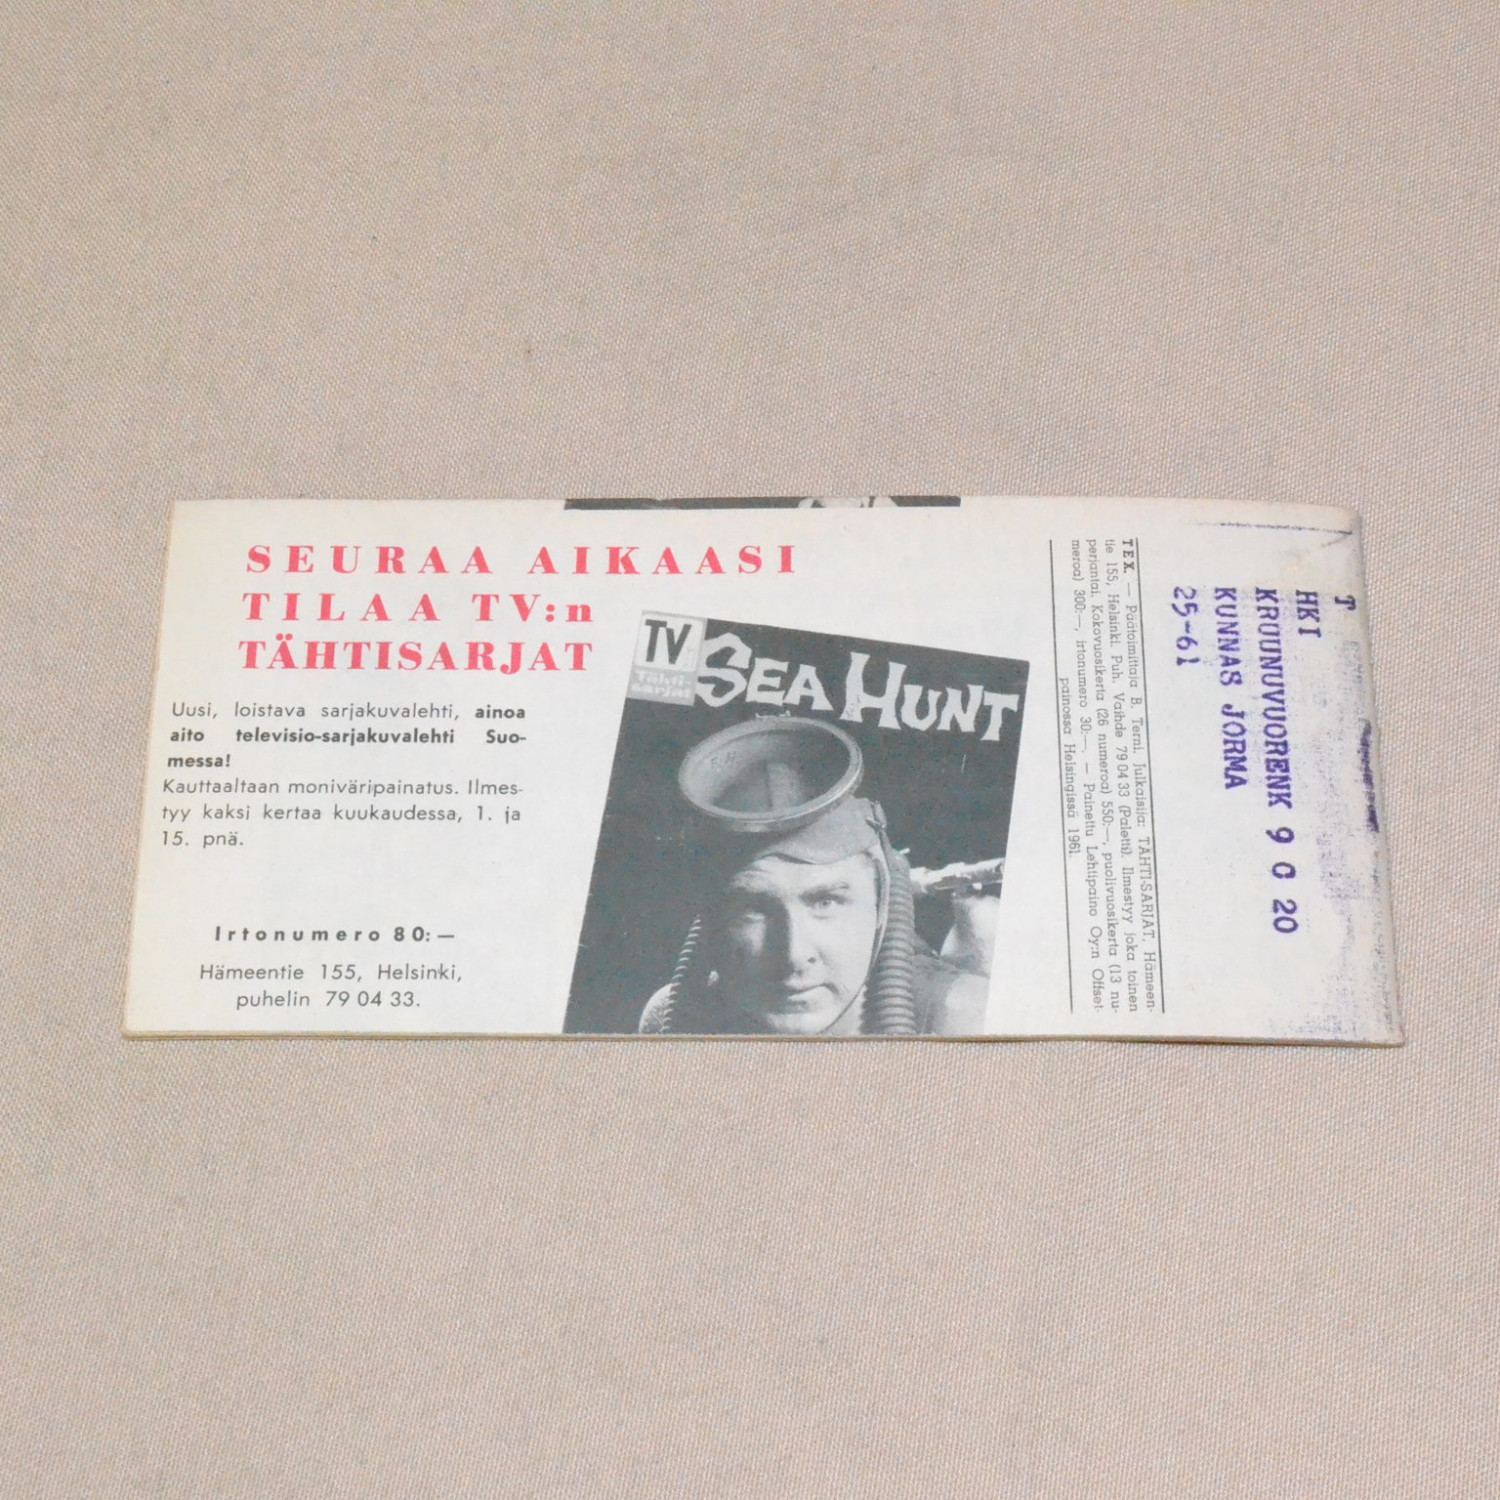 SEURAA AIKAASI
TILAA TV:n
TÄHTISARJAT
Uusi, loistava sarjakuvalehti, ainoa
aito televisio-sarjakuvalehti Suo-
messa!
Kauttaaltaan moniväripainatus. Ilmes-
tyy kaksi kertaa kuukaudessa, 1. ja
15. pnä.
Irtonumero 80:—
Hämeentie 155, Helsinki,
puhelin 79 04 33.
TV:n
Tähti-
sarjat
SEA HUNT
TEX. — Päätoimittaja B. Terni. Julkaisija: TÄHTI-SARJAT. Hämeen-
tie 155, Helsinki. Puh. Vaihde 79 04 33 (Paletti). Ilmestyy joka toinen
perjantai. Kokovuosikerta (26 numeroa) 550:—, puolivuosikerta (13 nu-
meroa) 300:—, irtonumero 30:—. — Painettu Lehtipaino Oy:n Offset-
painossa Helsingissä 1961.
T
HKI
KRUUNUVUORENK 9 C 20
KUNNAS JORMA
25-61